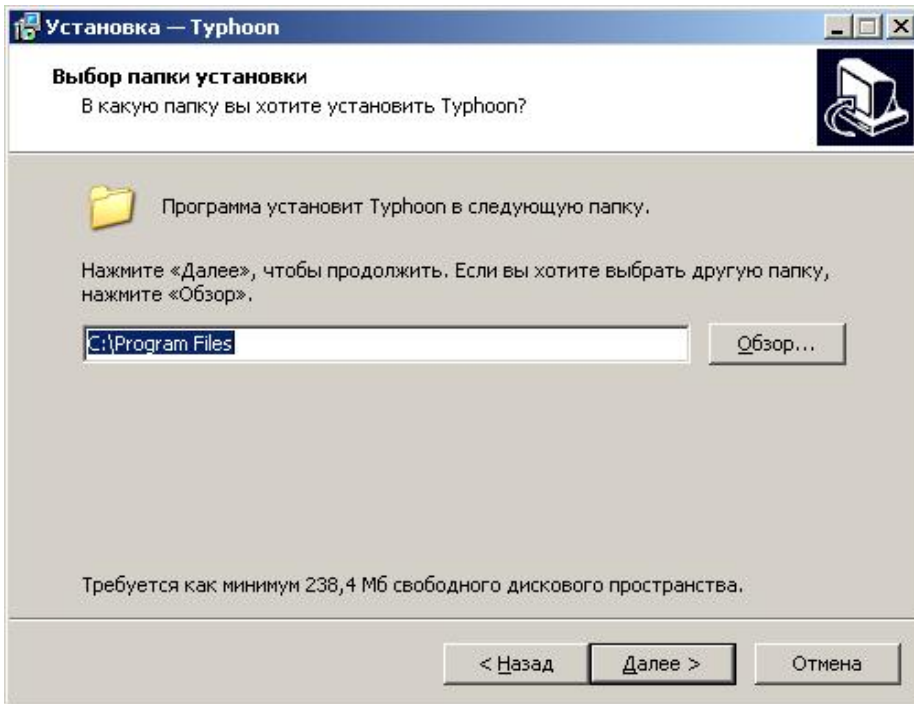 Установка — Typhoon
Выбор папки установки
В какую папку вы хотите установить Typhoon?
Программа установит Typhoon в следующую папку.
Нажмите «Далее», чтобы продолжить. Если вы хотите выбрать другую папку,
нажмите «Обзор».
C:\Program Files
Обзор...
Требуется как минимум 238,4 Мб свободного дискового пространства.
< Назад
Далее >
Отмена